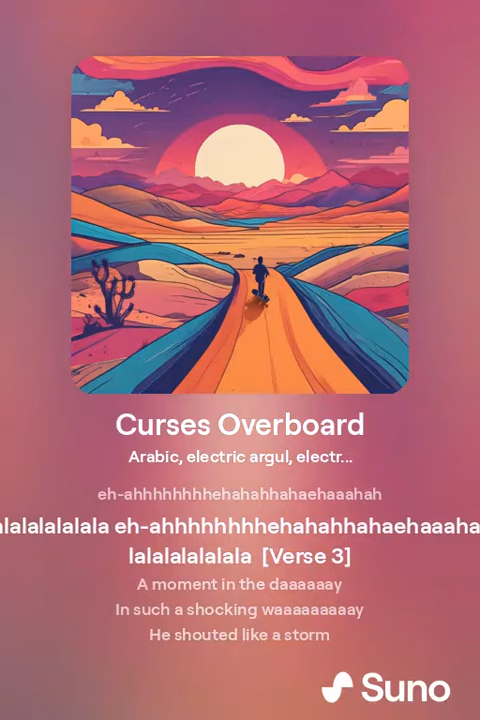 Curses Overboard
Arabic, electric argul, electr...
eh-ahhhhhhhhehahahhahaehaaahah
alalalalalala eh-ahhhhhhhhehahahhahaehaaaha
lalalalalalala [Verse 3]
A moment in the daaaaaay
In such a shocking waaaaaaaaay
He shouted like a storm
Suno